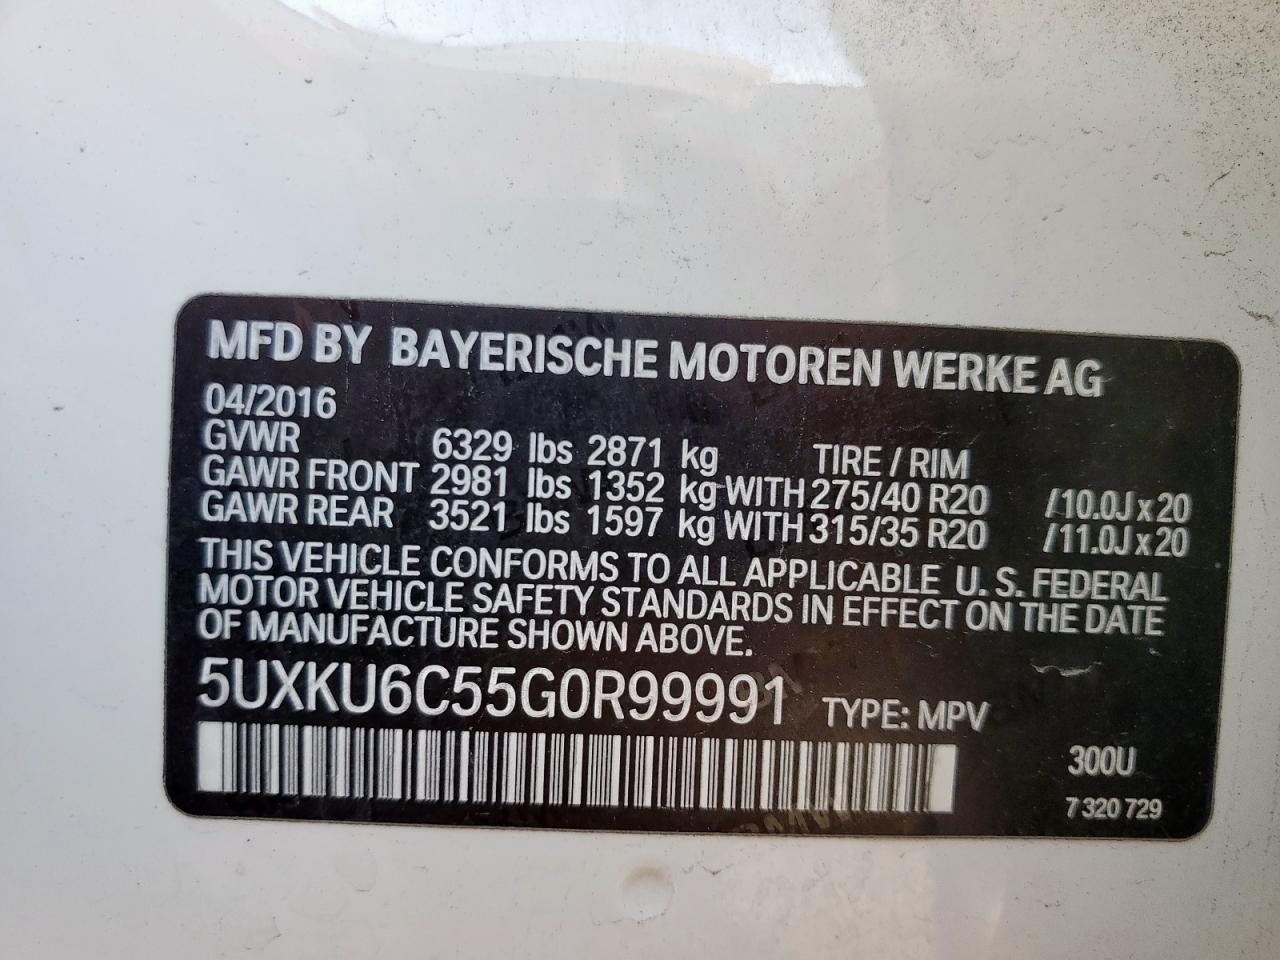 MFD BY BAYERISCHE MOTOREN WERKE AG
04/2016
GVWR 6329 lbs 2871 kg TIRE / RIM
GAWR FRONT 2981 lbs 1352 kg WITH 275/40 R20 /10.0J x 20
GAWR REAR 3521 lbs 1597 kg WITH 315/35 R20 /11.0J x 20
THIS VEHICLE CONFORMS TO ALL APPLICABLE U. S. FEDERAL
MOTOR VEHICLE SAFETY STANDARDS IN EFFECT ON THE DATE
OF MANUFACTURE SHOWN ABOVE.
5UXKU6C55G0R99991 TYPE: MPV
300U
7 320 729